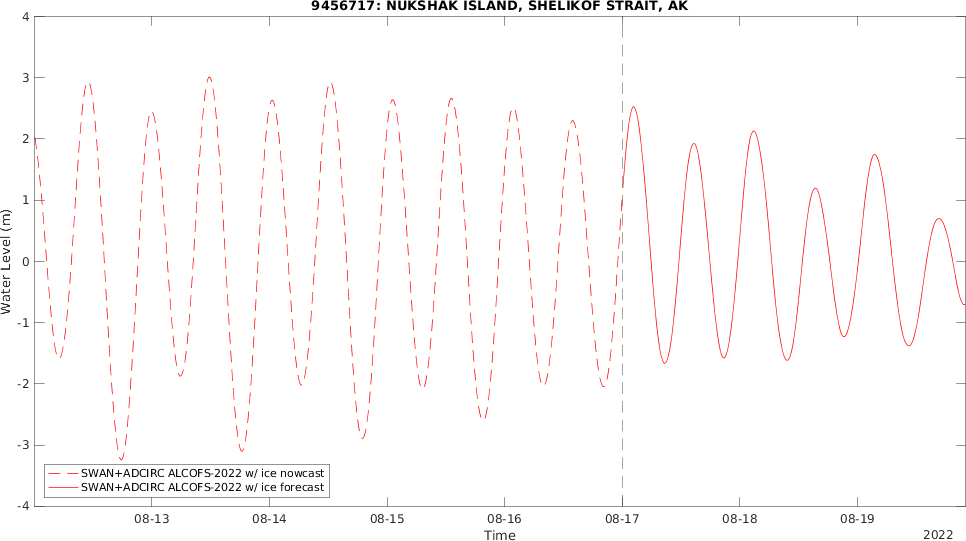 9456717: NUKSHAK ISLAND, SHELIKOF STRAIT, AK
4
3
2
1
0
-1
-2
-3
-4
Water Level (m)
SWAN+ADCIRC ALCOFS-2022 w/ ice nowcast
SWAN+ADCIRC ALCOFS-2022 w/ ice forecast
08-13 08-14 08-15 08-16 08-17 08-18 08-19
Time
2022